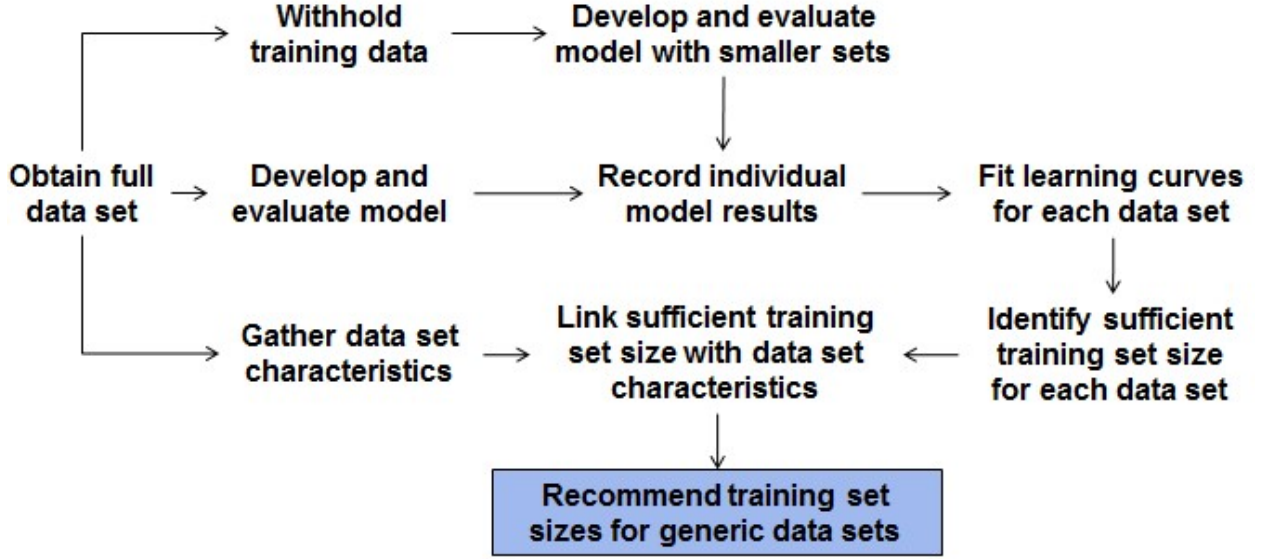 Withhold
training data
Develop and evaluate
model with smaller sets
Obtain full
data set
Develop and
evaluate model
Record individual
model results
Fit learning curves
for each data set
Gather data set
characteristics
Link sufficient training
set size with data set
characteristics
Identify sufficient
training set size
for each data set
Recommend training set
sizes for generic data sets